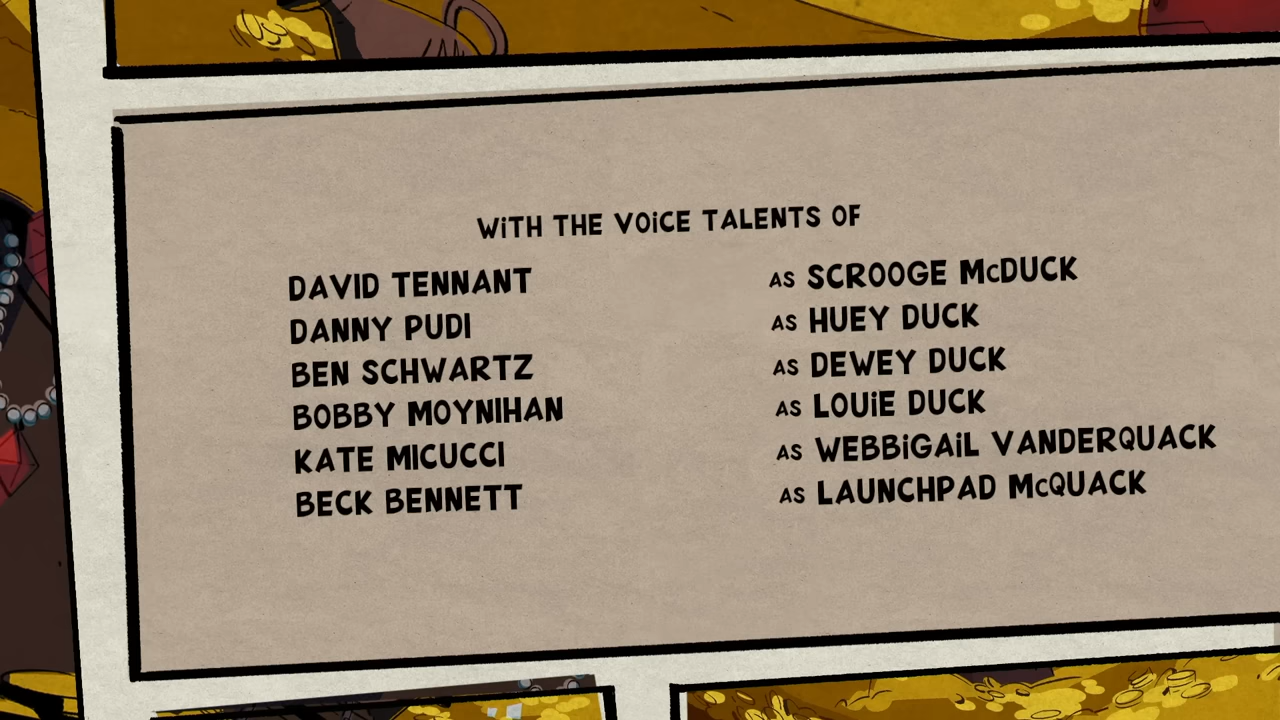 WiTH THE VOiCE TALENTS OF
DAVID TENNANT AS SCROOGE McDUCK
DANNY PUDI AS HUEY DUCK
BEN SCHWARTZ AS DEWEY DUCK
BOBBY MOYNIHAN AS LOUiE DUCK
KATE MICUCCI AS WEBBiGAiL VANDERQUACK
BECK BENNETT AS LAUNCHPAD McQUACK